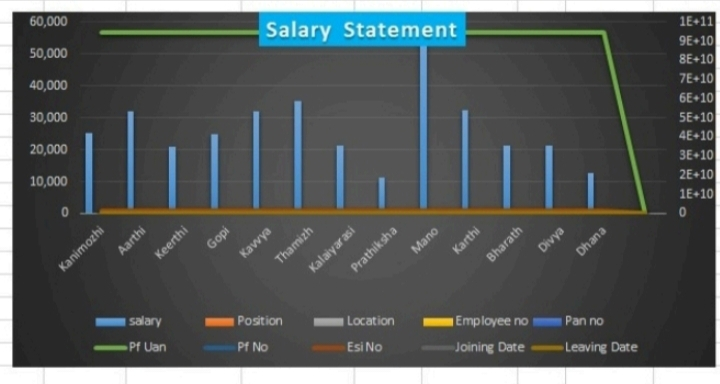 Salary Statement
60,000
50,000
40,000
30,000
20,000
10,000
0
1E+11
9E+10
8E+10
7E+10
6E+10
5E+10
4E+10
3E+10
2E+10
1E+10
0
Kanimozhi
Aarthi
Keerthi
Gopi
Kavvya
Thamizh
Kalaiyarasi
Prathiksha
Mano
Karthi
Bharath
Divya
Dhana
salary Position Location Employee no Pan no
Pf Uan Pf No Esi No Joining Date Leaving Date